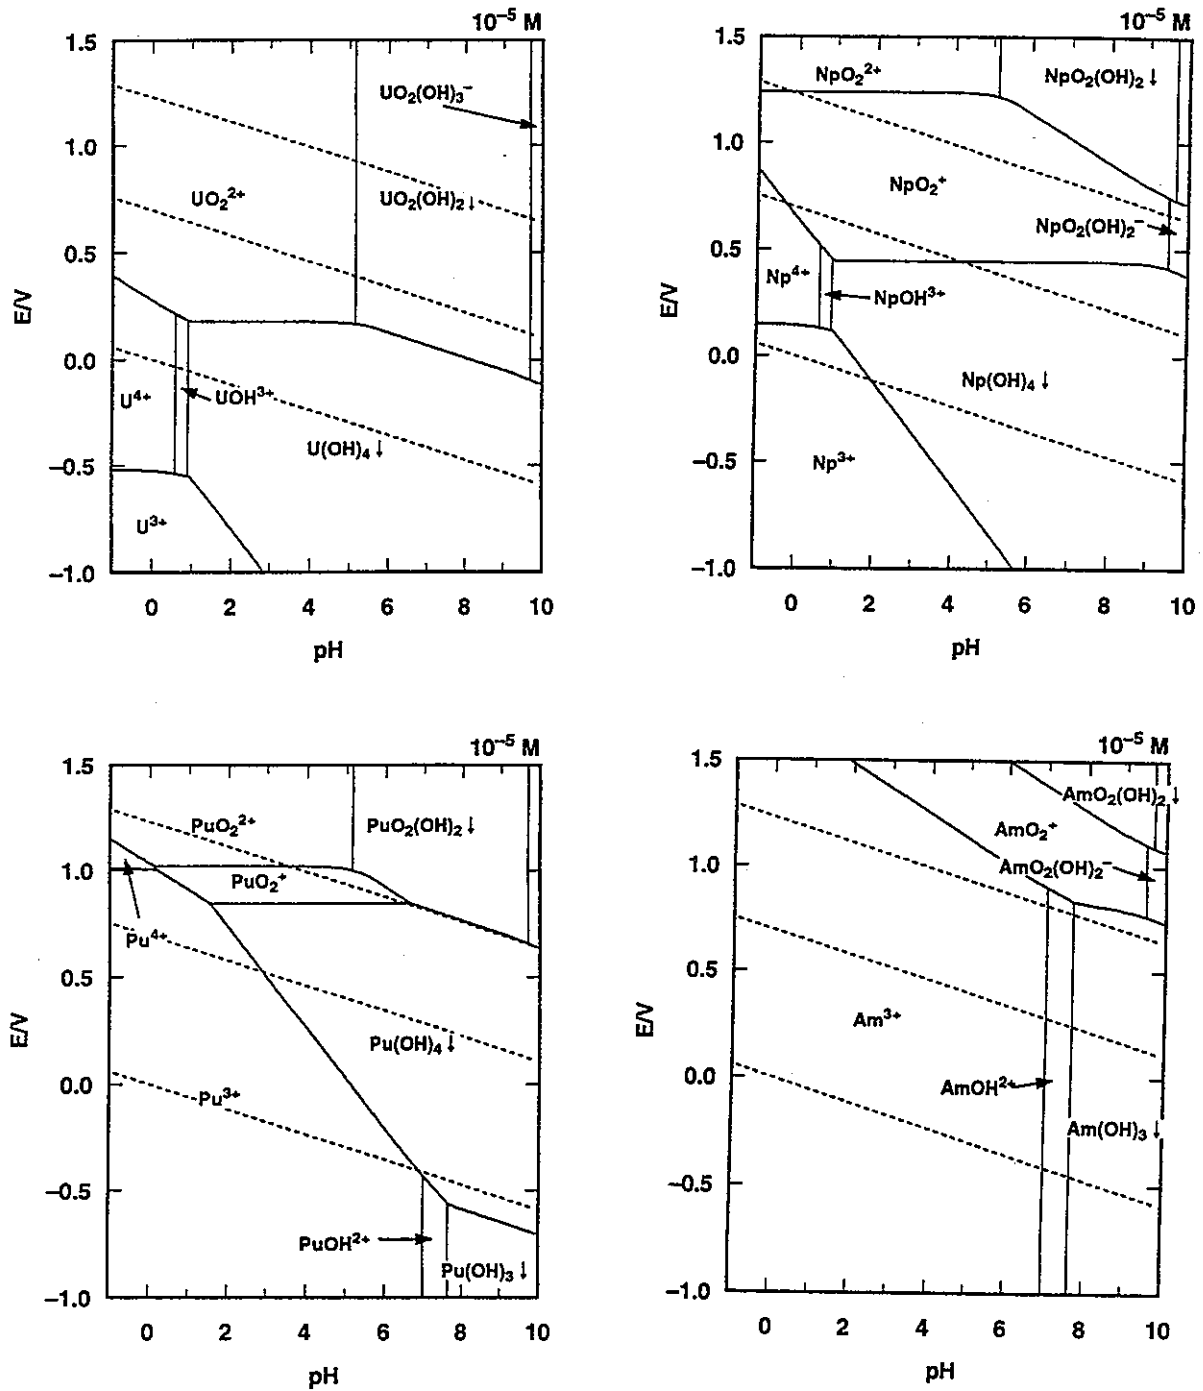 10⁻⁵ M
1.5
1.0
0.5
0.0
−0.5
−1.0
E/V
UO₂(OH)₃⁻
UO₂²⁺
UO₂(OH)₂↓
U⁴⁺
UOH³⁺
U(OH)₄↓
U³⁺
0 2 4 6 8 10
pH
10⁻⁵ M
1.5
1.0
0.5
0.0
−0.5
−1.0
E/V
NpO₂²⁺
NpO₂(OH)₂↓
NpO₂⁺
NpO₂(OH)₂⁻
Np⁴⁺
NpOH³⁺
Np(OH)₄↓
Np³⁺
0 2 4 6 8 10
pH
10⁻⁵ M
1.5
1.0
0.5
0.0
−0.5
−1.0
E/V
PuO₂²⁺
PuO₂(OH)₂↓
PuO₂⁺
Pu⁴⁺
Pu(OH)₄↓
Pu³⁺
PuOH²⁺
Pu(OH)₃↓
0 2 4 6 8 10
pH
10⁻⁵ M
1.5
1.0
0.5
0.0
−0.5
−1.0
E/V
AmO₂(OH)₂↓
AmO₂⁺
AmO₂(OH)₂⁻
Am³⁺
AmOH²⁺
Am(OH)₃↓
0 2 4 6 8 10
pH